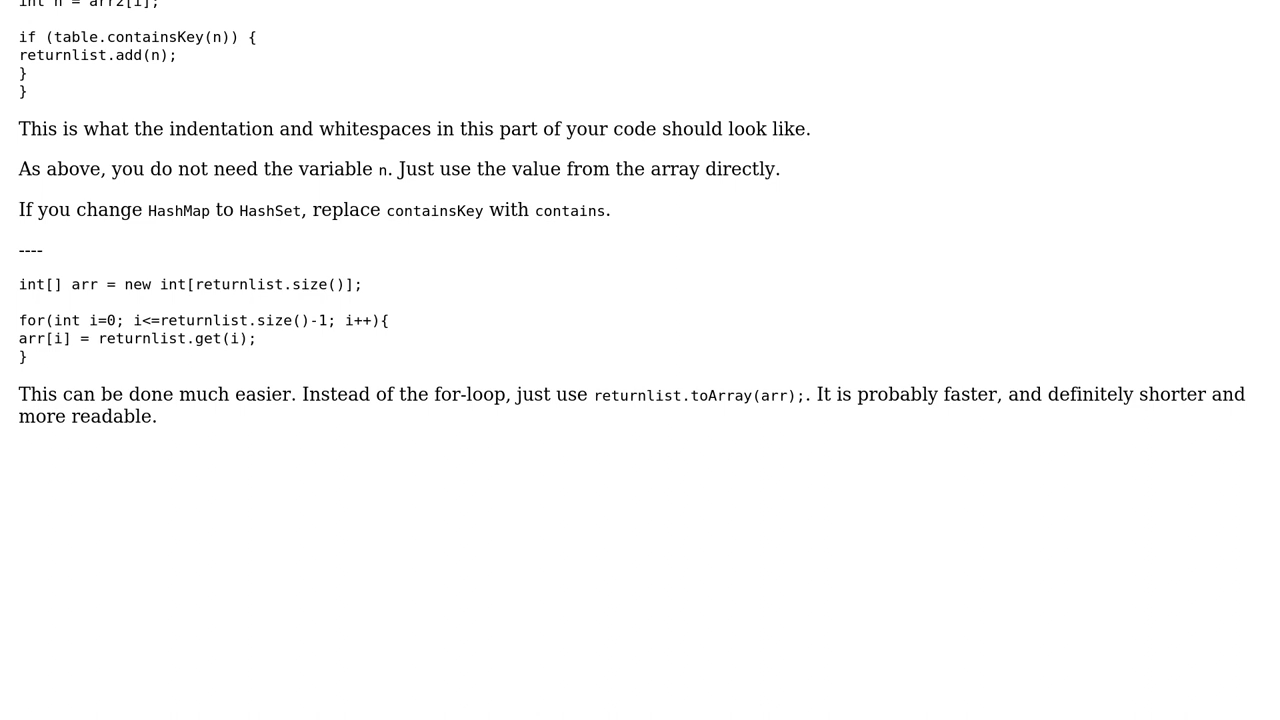 int n = arr2[i];
if (table.containsKey(n)) {
returnlist.add(n);
}
}
This is what the indentation and whitespaces in this part of your code should look like.
As above, you do not need the variable n. Just use the value from the array directly.
If you change HashMap to HashSet, replace containsKey with contains.
----
int[] arr = new int[returnlist.size()];
for(int i=0; i<=returnlist.size()-1; i++){
arr[i] = returnlist.get(i);
}
This can be done much easier. Instead of the for-loop, just use returnlist.toArray(arr);. It is probably faster, and definitely shorter and
more readable.